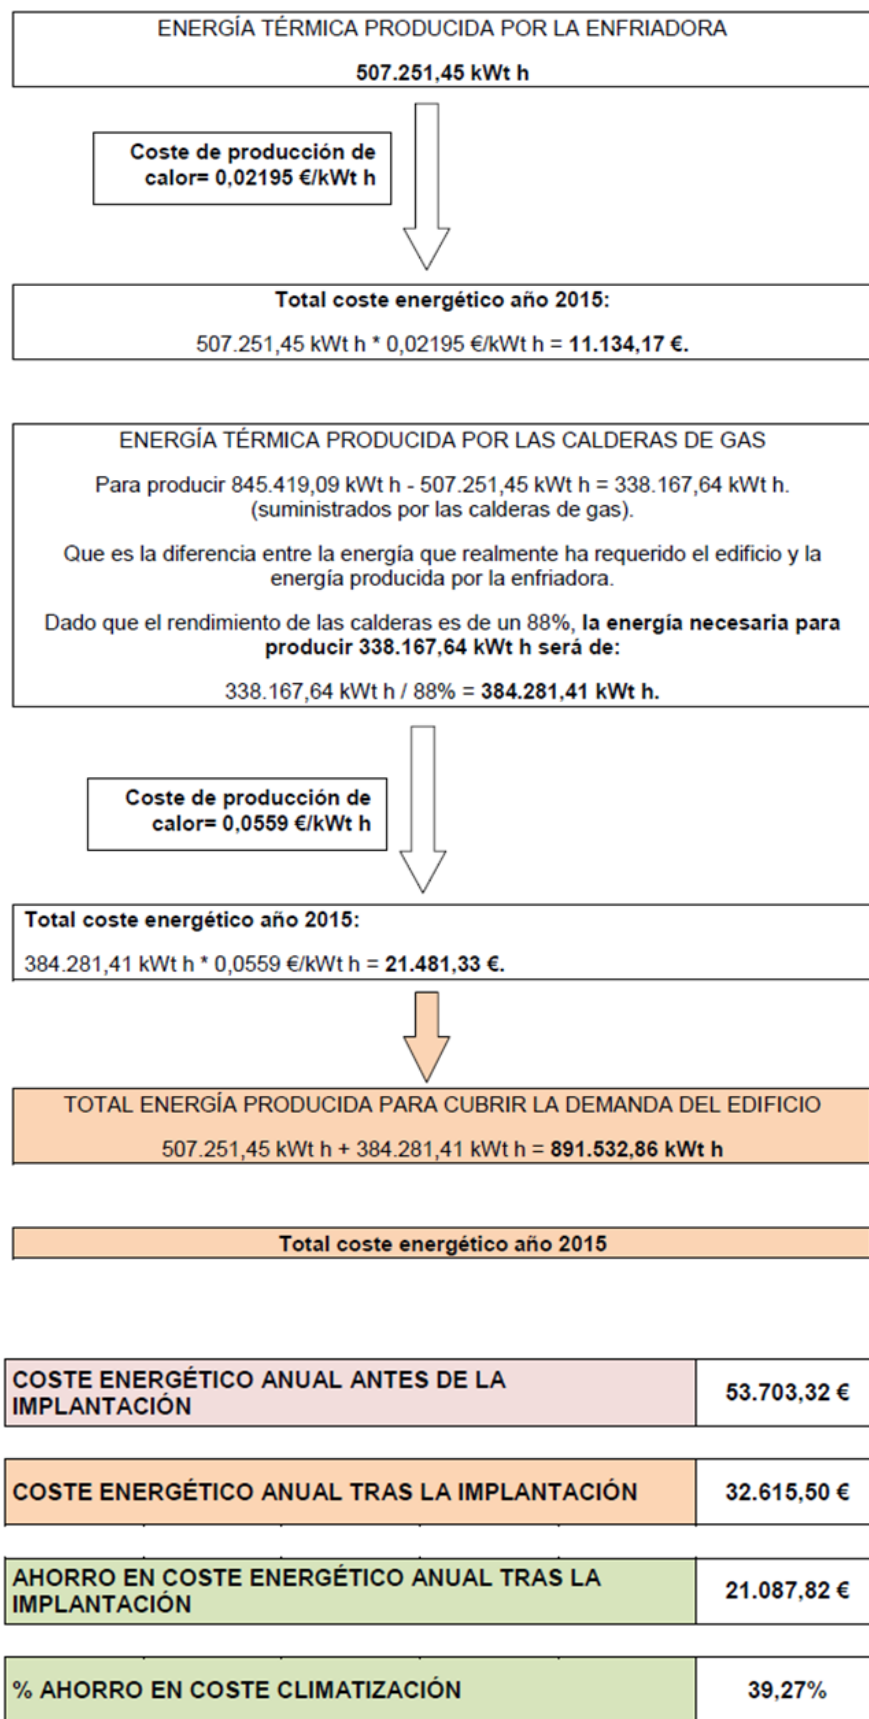 ENERGÍA TÉRMICA PRODUCIDA POR LA ENFRIADORA
507.251,45 kWt h
Coste de producción de
calor= 0,02195 €/kWt h
Total coste energético año 2015:
507.251,45 kWt h * 0,02195 €/kWt h = 11.134,17 €.
ENERGÍA TÉRMICA PRODUCIDA POR LAS CALDERAS DE GAS
Para producir 845.419,09 kWt h - 507.251,45 kWt h = 338.167,64 kWt h.
(suministrados por las calderas de gas).
Que es la diferencia entre la energía que realmente ha requerido el edificio y la
energía producida por la enfriadora.
Dado que el rendimiento de las calderas es de un 88%, la energía necesaria para
producir 338.167,64 kWt h será de:
338.167,64 kWt h / 88% = 384.281,41 kWt h.
Coste de producción de
calor= 0,0559 €/kWt h
Total coste energético año 2015:
384.281,41 kWt h * 0,0559 €/kWt h = 21.481,33 €.
TOTAL ENERGÍA PRODUCIDA PARA CUBRIR LA DEMANDA DEL EDIFICIO
507.251,45 kWt h + 384.281,41 kWt h = 891.532,86 kWt h
Total coste energético año 2015
COSTE ENERGÉTICO ANUAL ANTES DE LA
IMPLANTACIÓN
53.703,32 €
COSTE ENERGÉTICO ANUAL TRAS LA IMPLANTACIÓN
32.615,50 €
AHORRO EN COSTE ENERGÉTICO ANUAL TRAS LA
IMPLANTACIÓN
21.087,82 €
% AHORRO EN COSTE CLIMATIZACIÓN
39,27%